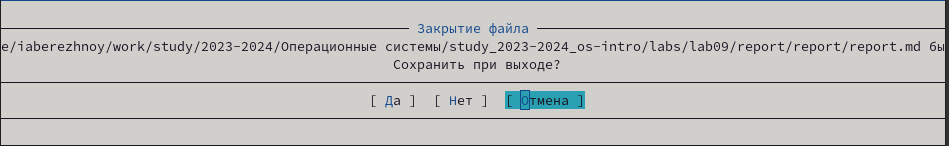 Закрытие файла
e/iaberezhnoy/work/study/2023-2024/Операционные системы/study_2023-2024_os-intro/labs/lab09/report/report/report.md бы
Сохранить при выходе?
[ Да ] [ Нет ] [ Отмена ]